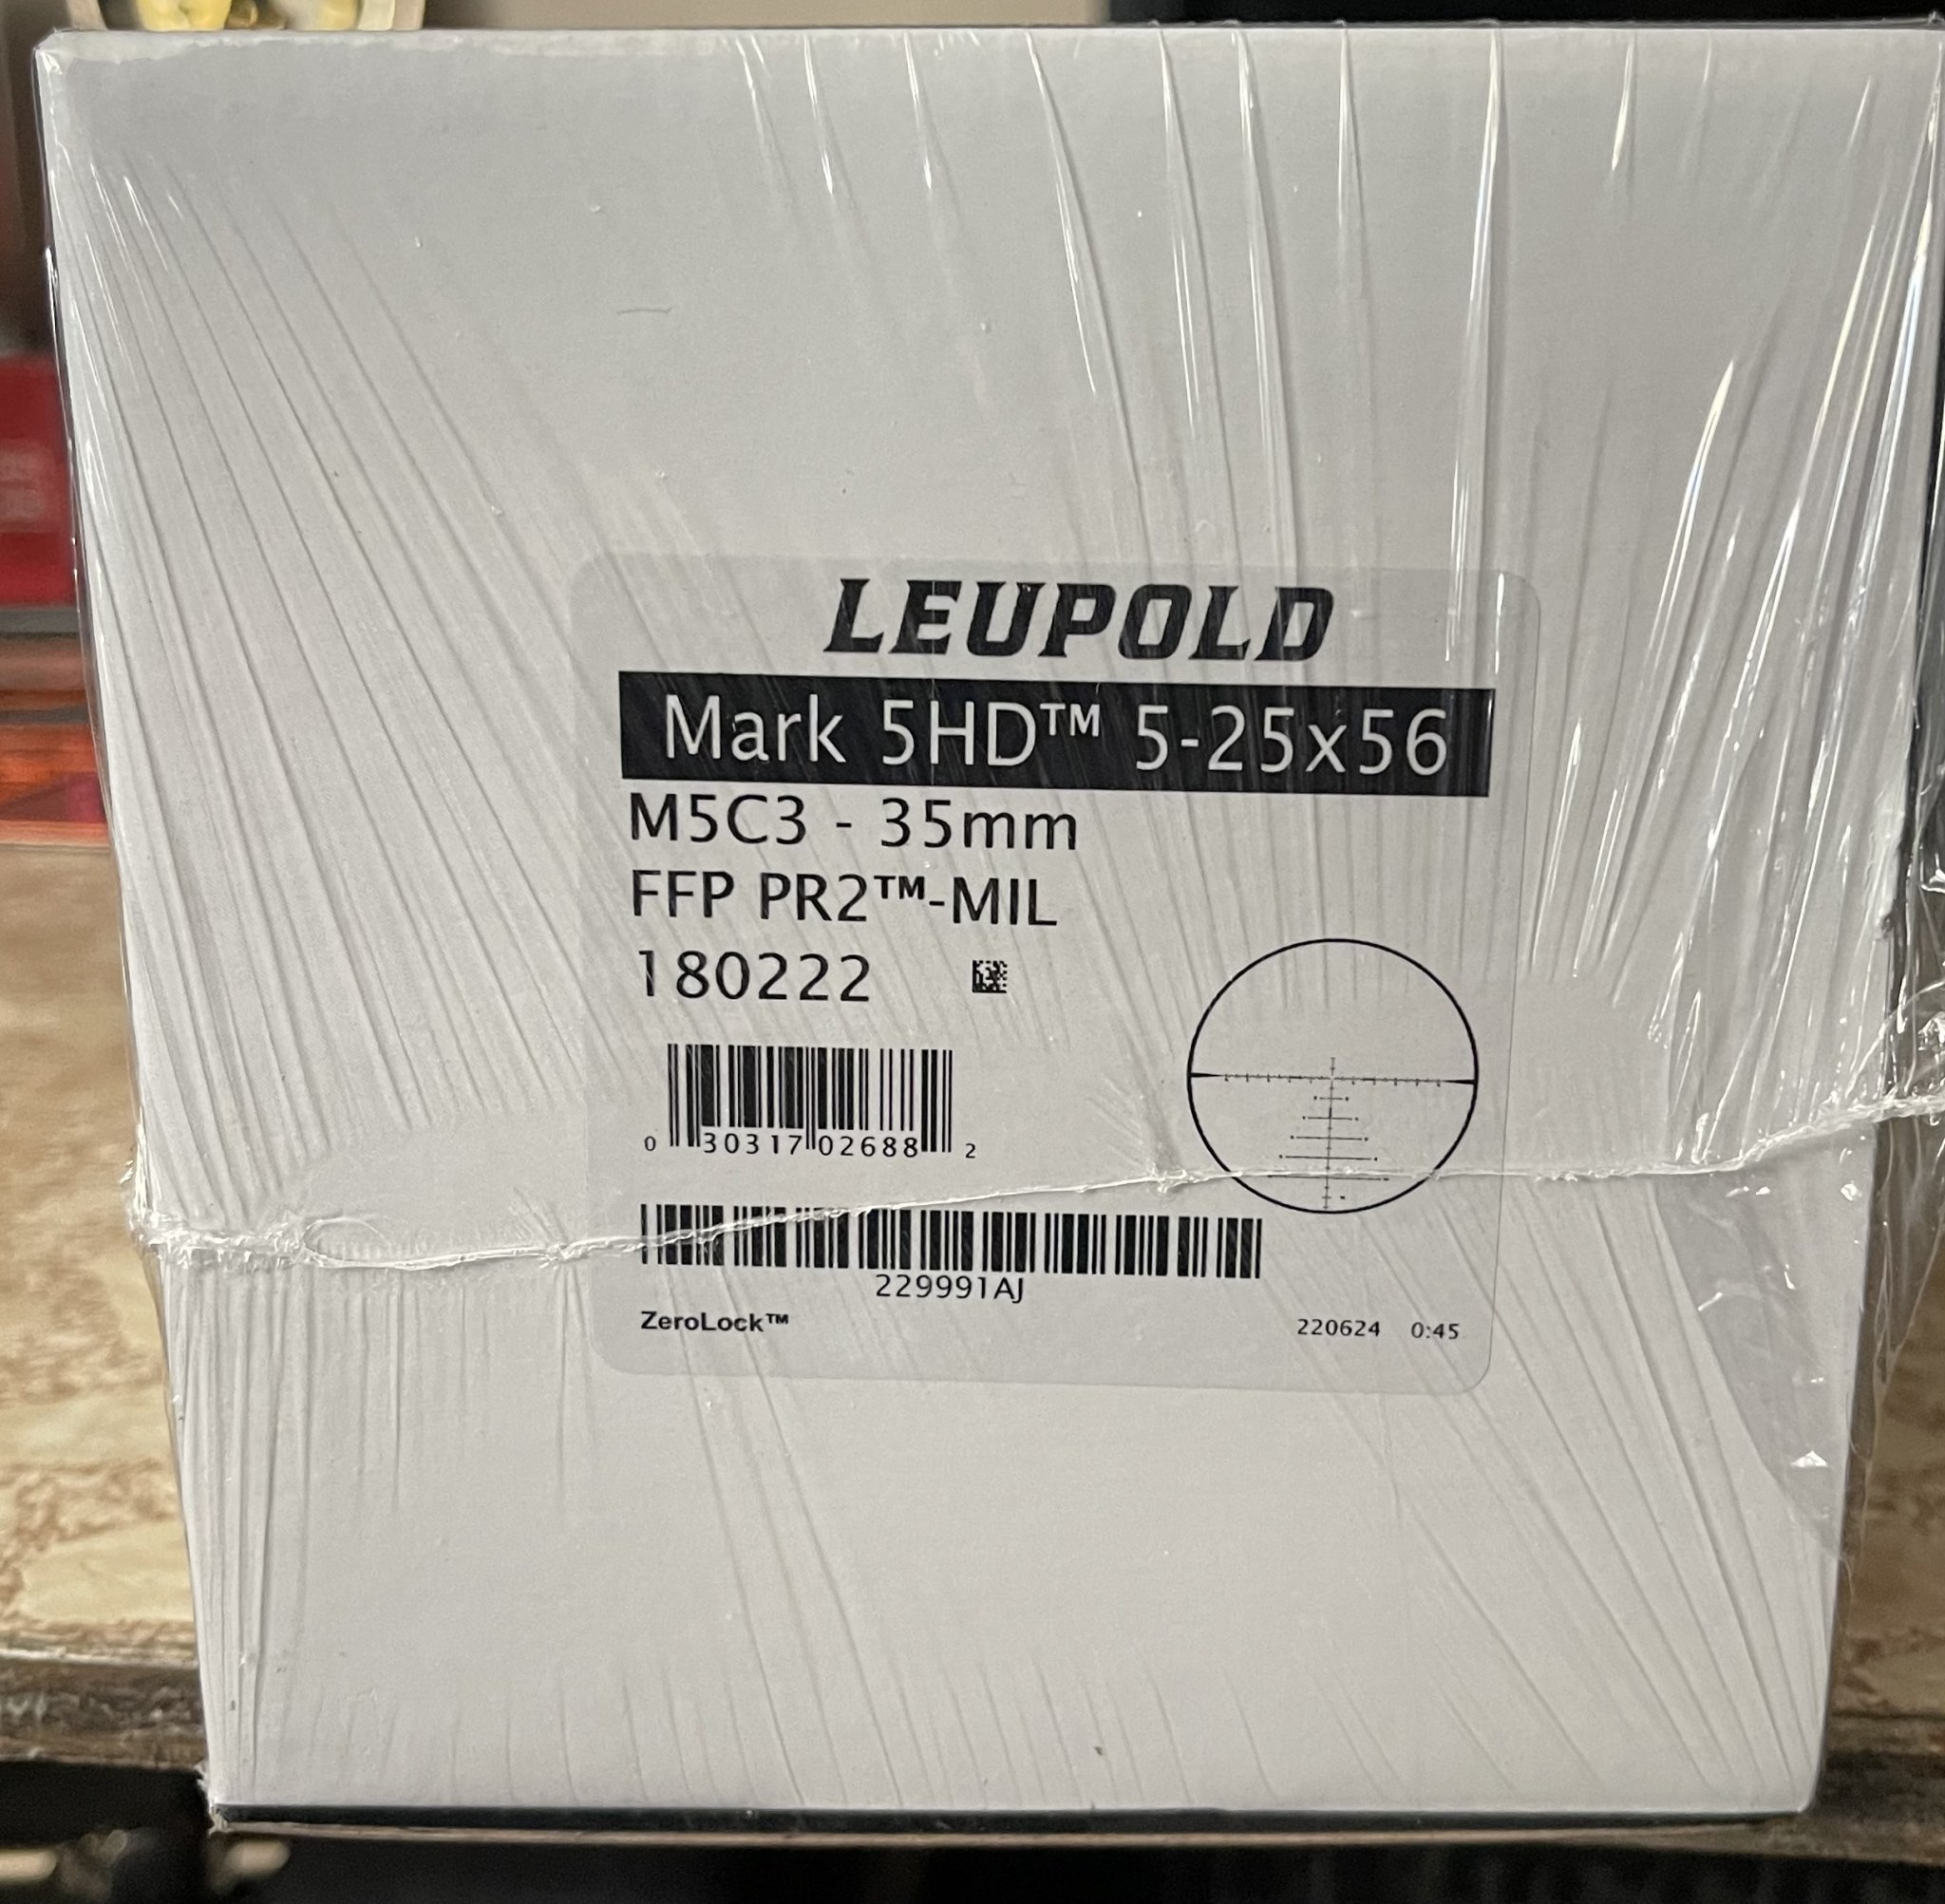 LEUPOLD
Mark 5HD™ 5-25x56
M5C3 - 35mm
FFP PR2™-MIL
180222
0 30317 02688 2
229991AJ
ZeroLock™
220624 0:45